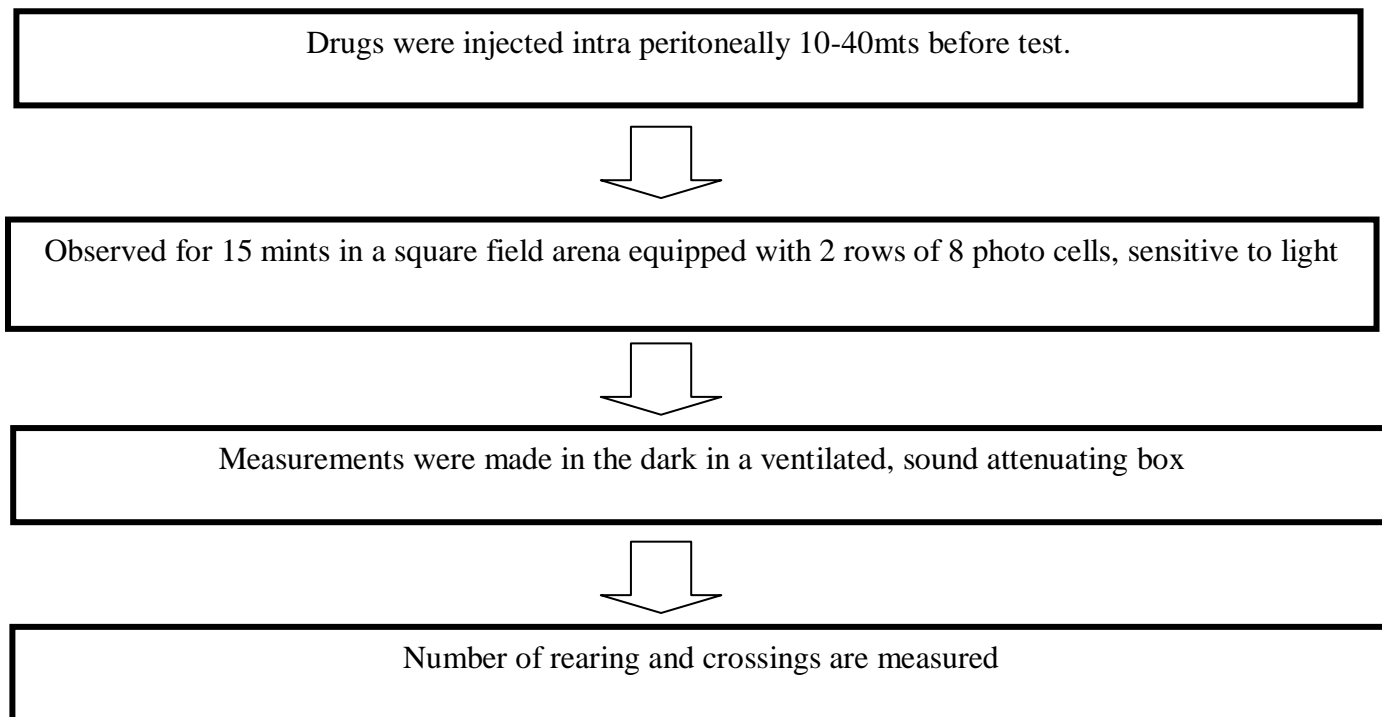 Drugs were injected intra peritoneally 10-40mts before test.
Observed for 15 mints in a square field arena equipped with 2 rows of 8 photo cells, sensitive to light
Measurements were made in the dark in a ventilated, sound attenuating box
Number of rearing and crossings are measured